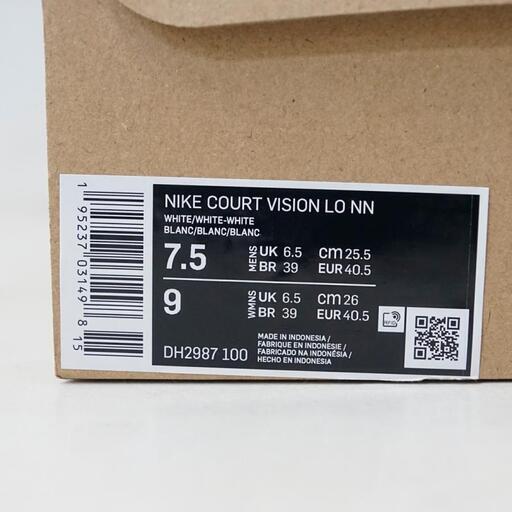 NIKE COURT VISION LO NN
WHITE/WHITE-WHITE
BLANC/BLANC/BLANC
7.5 MENS UK 6.5 cm 25.5
BR 39 EUR 40.5
9 WMNS UK 6.5 cm 26
BR 39 EUR 40.5
DH2987 100
MADE IN INDONESIA /
FABRIQUE EN INDONESIE /
FABRICADO NA INDONÉSIA /
HECHO EN INDONESIA
RFID
1 95237 03149 8 15